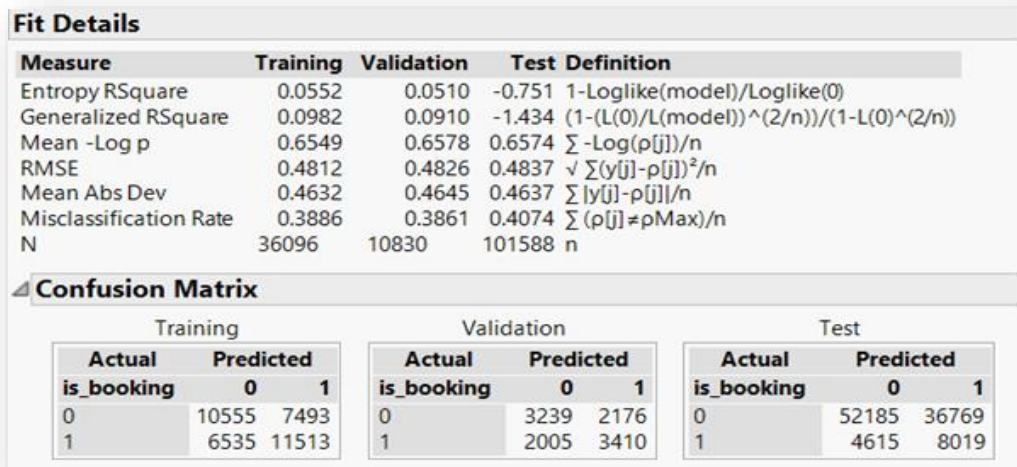 Fit Details
Measure Training Validation Test Definition
Entropy RSquare 0.0552 0.0510 -0.751 1-Loglike(model)/Loglike(0)
Generalized RSquare 0.0982 0.0910 -1.434 (1-(L(0)/L(model))^(2/n))/(1-L(0)^(2/n))
Mean -Log p 0.6549 0.6578 0.6574 ∑ -Log(ρ[j])/n
RMSE 0.4812 0.4826 0.4837 √ ∑(y[j]-ρ[j])²/n
Mean Abs Dev 0.4632 0.4645 0.4637 ∑ |y[j]-ρ[j]|/n
Misclassification Rate 0.3886 0.3861 0.4074 ∑ (ρ[j]≠ρMax)/n
N 36096 10830 101588 n
Confusion Matrix
Training Validation Test
Actual Predicted Actual Predicted Actual Predicted
is_booking 0 1 is_booking 0 1 is_booking 0 1
0 10555 7493 0 3239 2176 0 52185 36769
1 6535 11513 1 2005 3410 1 4615 8019